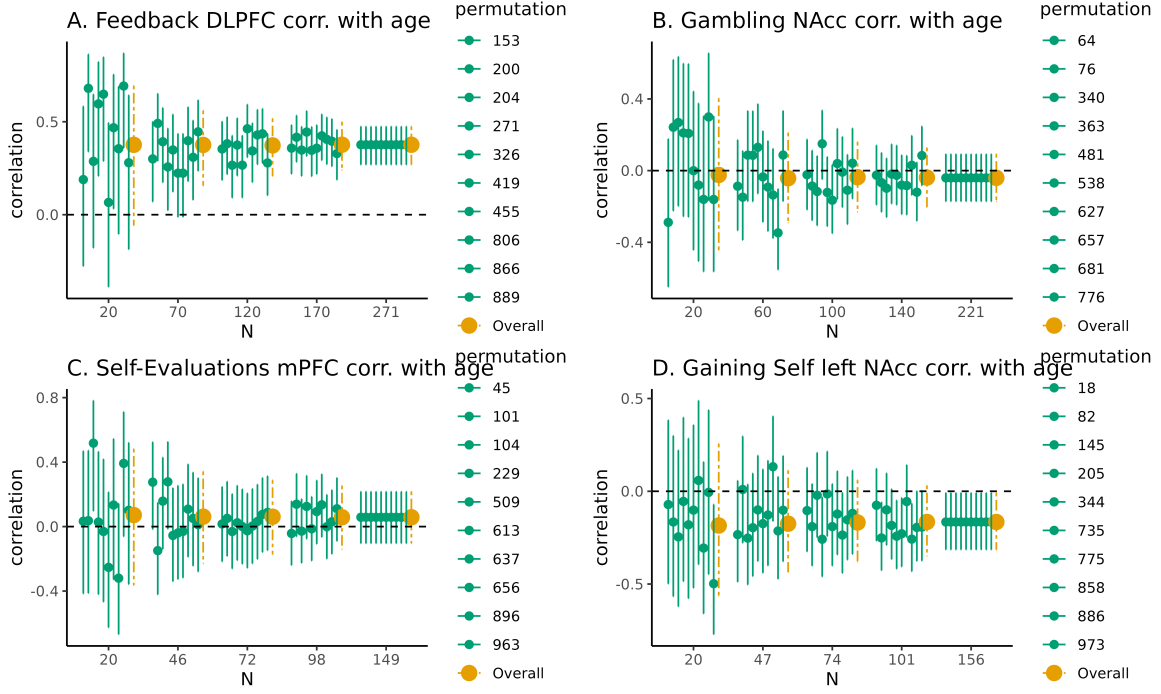 A. Feedback DLPFC corr. with age
correlation
0.5
0.0
20 70 120 170 271
N
permutation
153
200
204
271
326
419
455
806
866
889
Overall
B. Gambling NAcc corr. with age
correlation
0.4
0.0
-0.4
20 60 100 140 221
N
permutation
64
76
340
363
481
538
627
657
681
776
Overall
C. Self-Evaluations mPFC corr. with age
correlation
0.8
0.4
0.0
-0.4
20 46 72 98 149
N
permutation
45
101
104
229
509
613
637
656
896
963
Overall
D. Gaining Self left NAcc corr. with age
correlation
0.5
0.0
-0.5
20 47 74 101 156
N
permutation
18
82
145
205
344
735
775
858
886
973
Overall